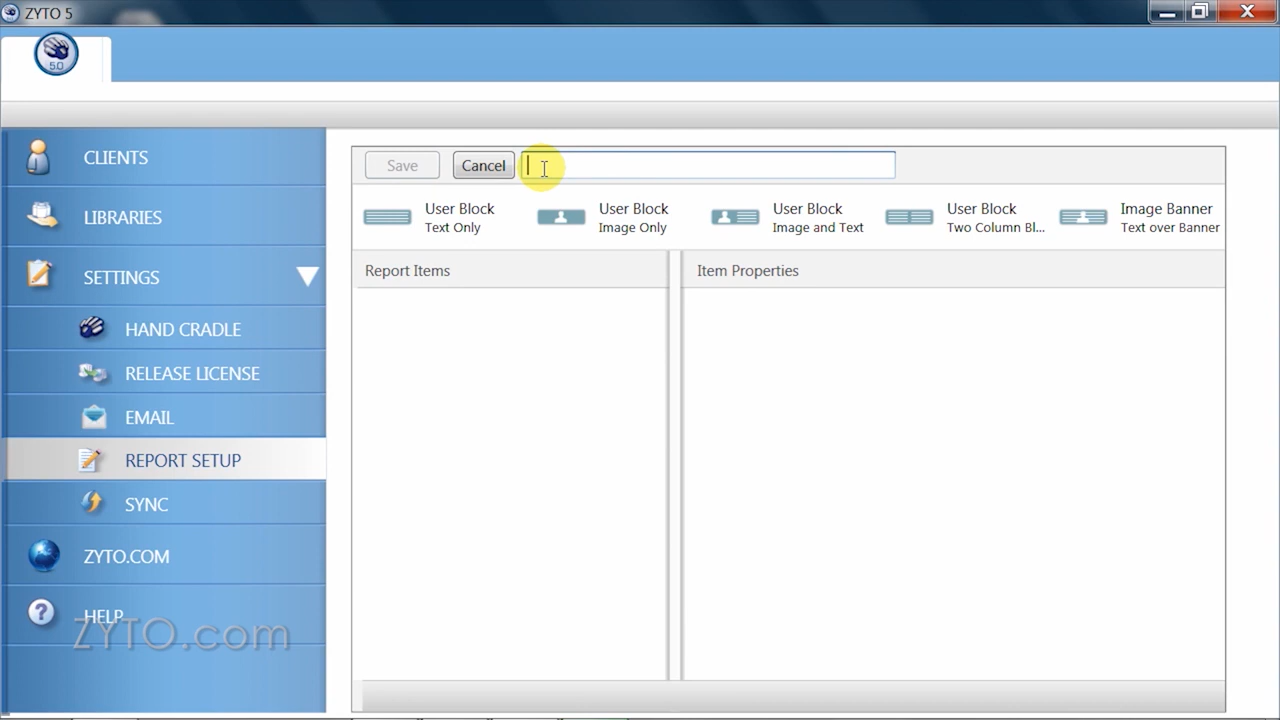 ZYTO 5
5.0
CLIENTS
LIBRARIES
SETTINGS
HAND CRADLE
RELEASE LICENSE
EMAIL
REPORT SETUP
SYNC
ZYTO.COM
HELP
ZYTO.com
Save
Cancel
User Block
Text Only
User Block
Image Only
User Block
Image and Text
User Block
Two Column Bl...
Image Banner
Text over Banner
Report Items
Item Properties